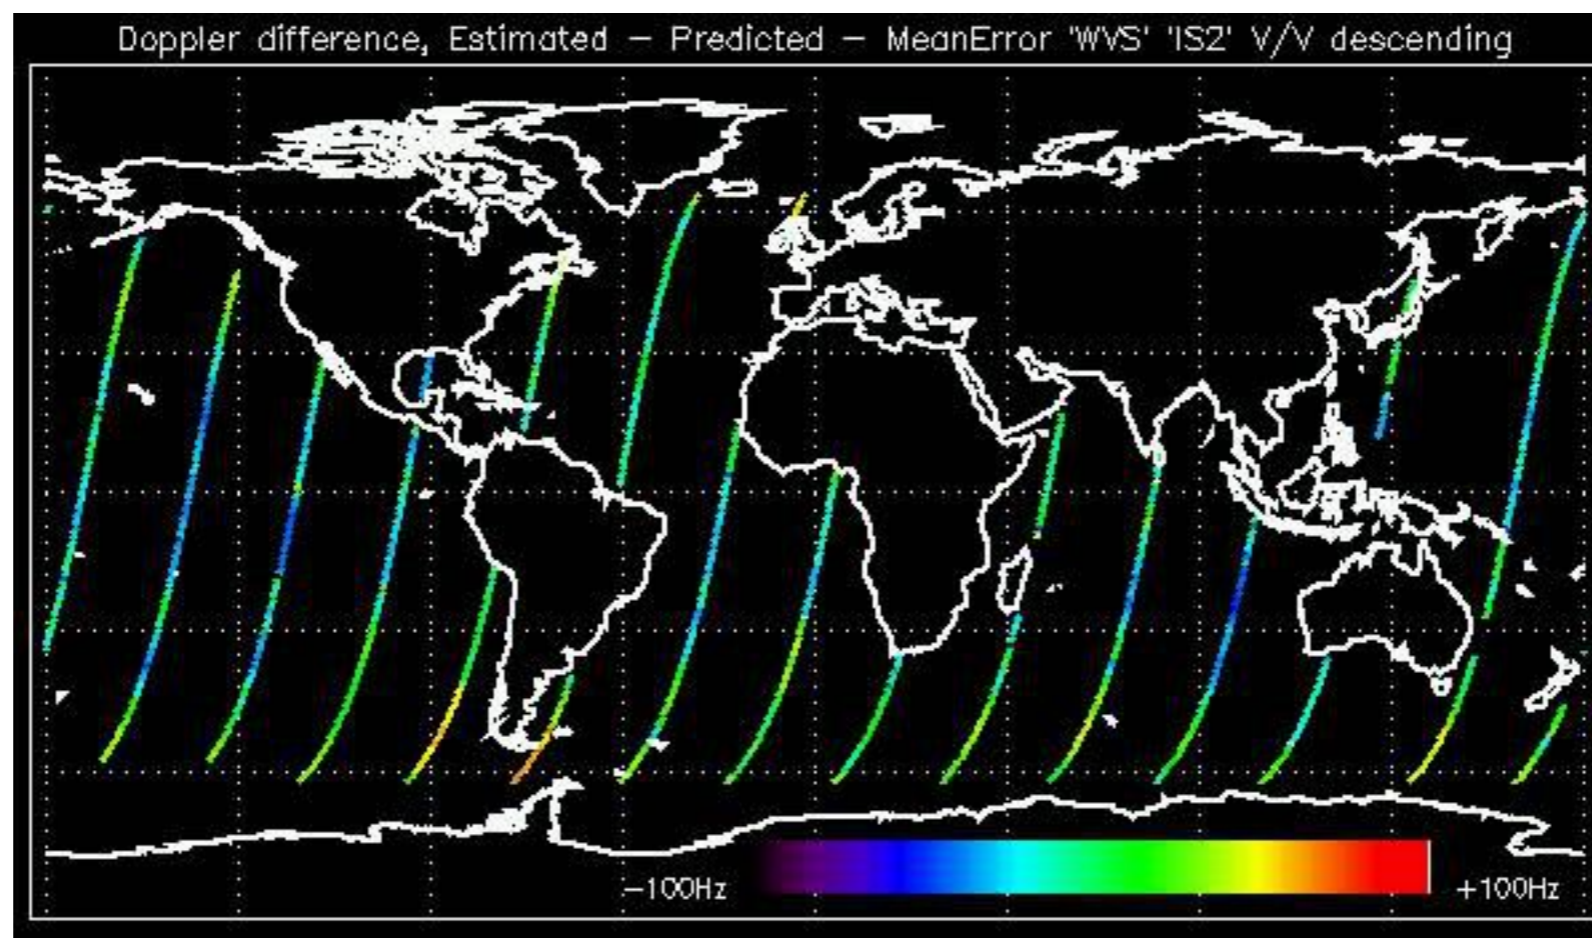 Doppler difference, Estimated – Predicted – MeanError 'WVS' 'IS2' V/V descending
–100Hz
+100Hz